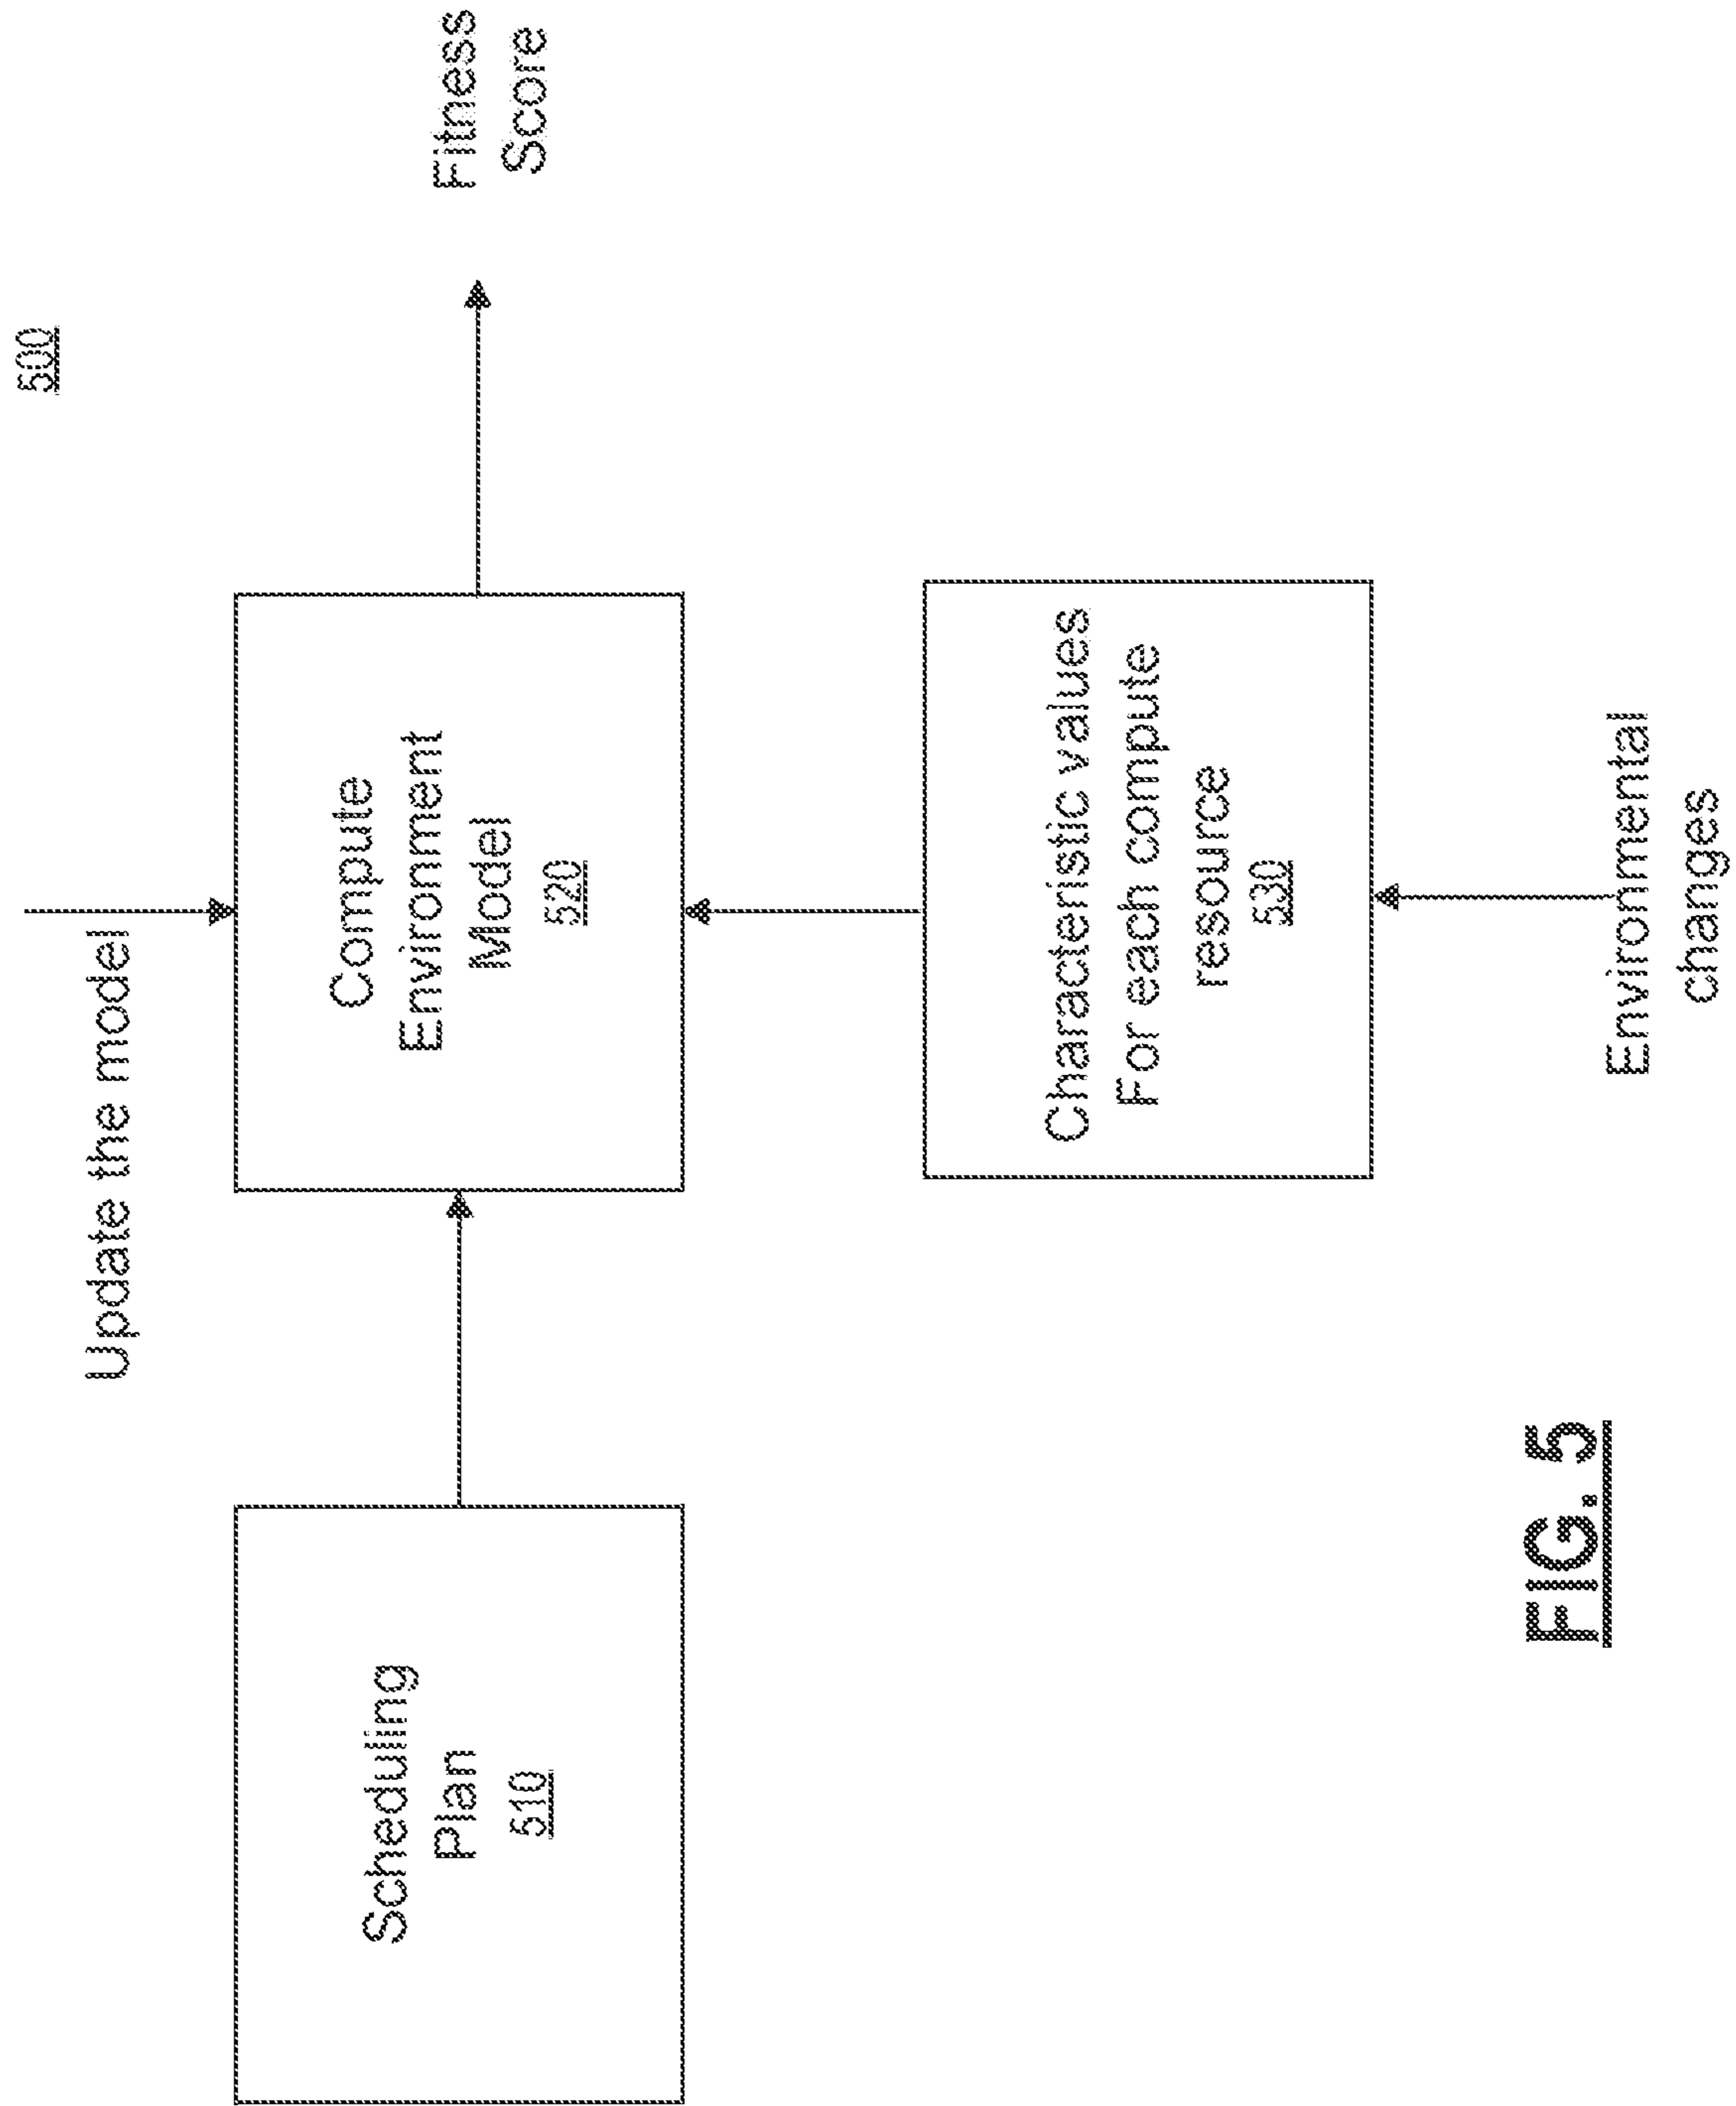 500
Update the model
Scheduling
Plan
510
Compute
Environment
Model
520
Fitness
Score
Characteristic values
For each compute
resource
530
Environmental
changes
FIG. 5